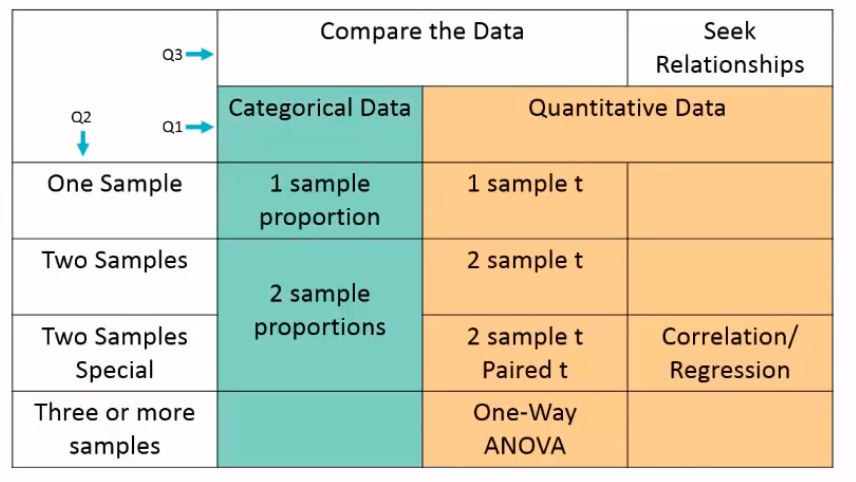 Compare the Data
Seek
Relationships
Q3
Categorical Data
Quantitative Data
Q2
Q1
One Sample
1 sample
proportion
1 sample t
Two Samples
2 sample t
2 sample
proportions
Two Samples
Special
2 sample t
Paired t
Correlation/
Regression
Three or more
samples
One-Way
ANOVA